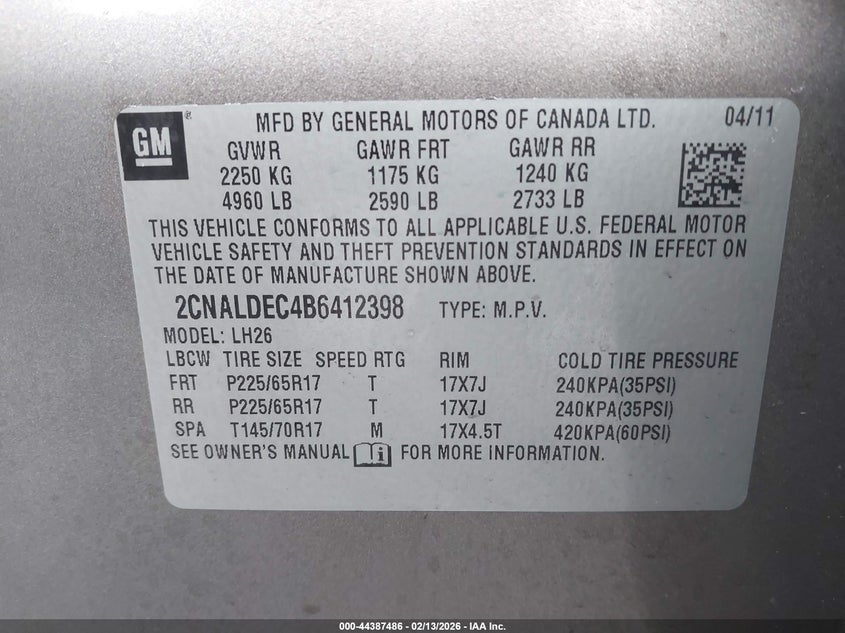 GM ® MFD BY GENERAL MOTORS OF CANADA LTD. 04/11
GVWR GAWR FRT GAWR RR
2250 KG 1175 KG 1240 KG
4960 LB 2590 LB 2733 LB
THIS VEHICLE CONFORMS TO ALL APPLICABLE U.S. FEDERAL MOTOR
VEHICLE SAFETY AND THEFT PREVENTION STANDARDS IN EFFECT ON
THE DATE OF MANUFACTURE SHOWN ABOVE.
2CNALDEC4B6412398 TYPE: M.P.V.
MODEL: LH26
LBCW TIRE SIZE SPEED RTG RIM COLD TIRE PRESSURE
FRT P225/65R17 T 17X7J 240KPA(35PSI)
RR P225/65R17 T 17X7J 240KPA(35PSI)
SPA T145/70R17 M 17X4.5T 420KPA(60PSI)
SEE OWNER'S MANUAL i FOR MORE INFORMATION.
000-44387486 - 02/13/2026 - IAA Inc.